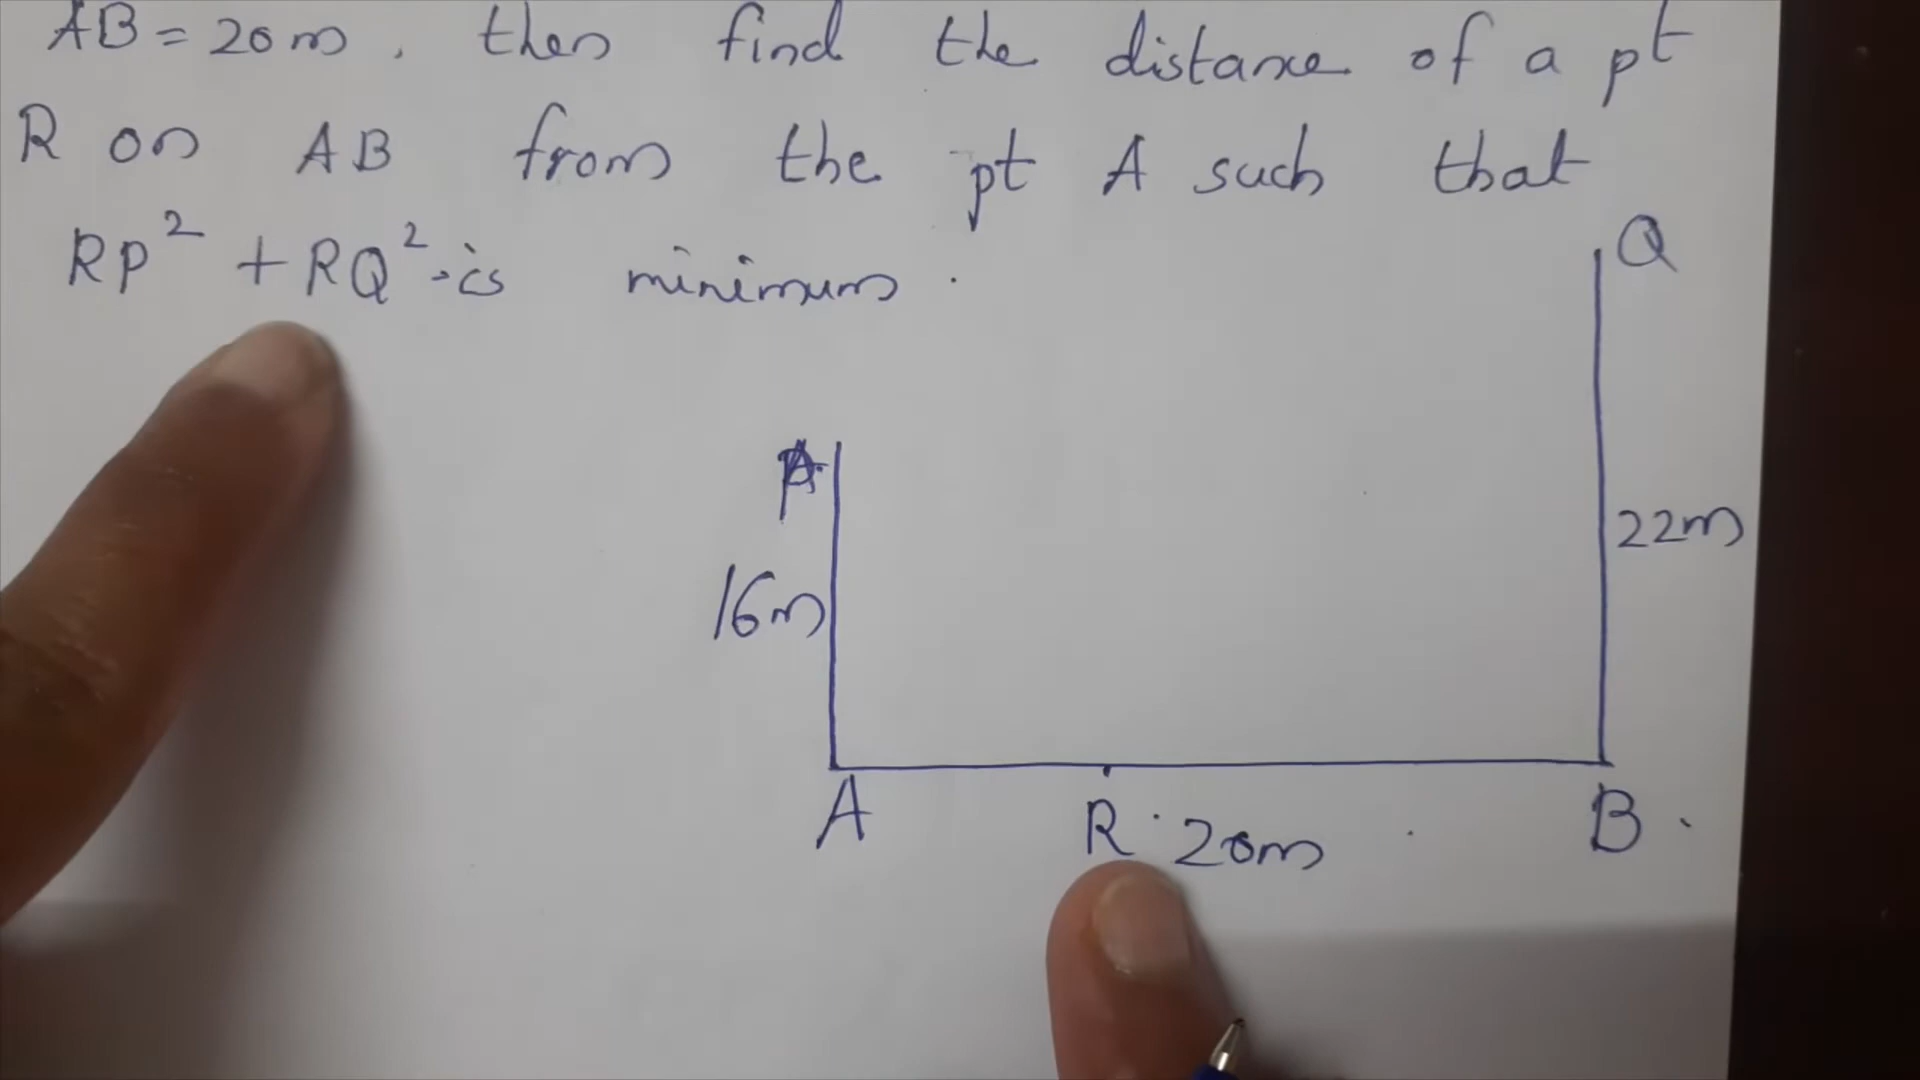 AB = 20m, then find the distance of a pt
R on AB from the pt A such that
RP² + RQ² is minimum.
Q
P
22m
16m
A R 20m B